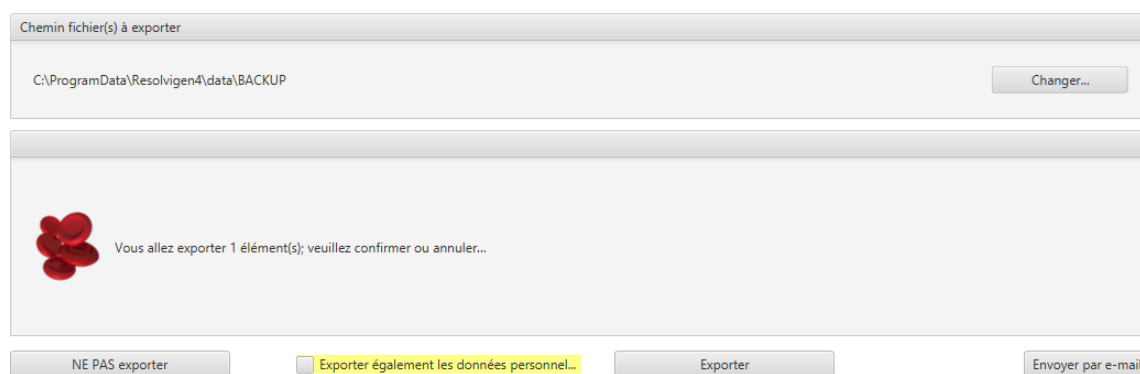 Chemin fichier(s) à exporter
C:\ProgramData\Resolvigen4\data\BACKUP
Changer...
Vous allez exporter 1 élément(s); veuillez confirmer ou annuler...
NE PAS exporter
Exporter également les données personnel...
Exporter
Envoyer par e-mail